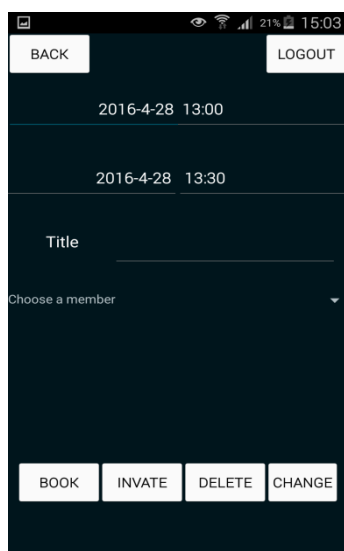 21% 15:03
BACK LOGOUT
2016-4-28 13:00
2016-4-28 13:30
Title
Choose a member
BOOK INVATE DELETE CHANGE